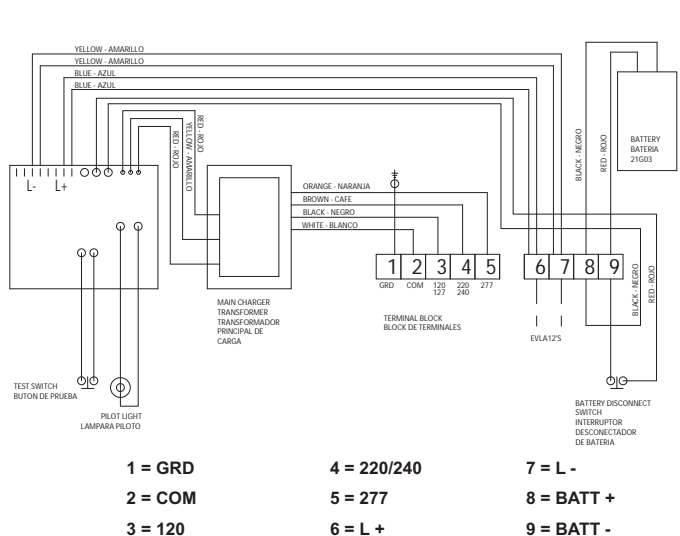 YELLOW - AMARILLO
YELLOW - AMARILLO
BLUE - AZUL
BLUE - AZUL
RED - ROJO
YELLOW - AMARILLO
RED - ROJO
L-
L+
BLACK - NEGRO
RED - ROJO
BATTERY
BATERIA
21G03
ORANGE - NARANJA
BROWN - CAFE
BLACK - NEGRO
WHITE - BLANCO
1 2 3 4 5
GRD COM 120 220 277
127 240
6 7 8 9
BLACK - NEGRO
RED - ROJO
MAIN CHARGER
TRANSFORMER
TRANSFORMADOR
PRINCIPAL DE
CARGA
TERMINAL BLOCK
BLOCK DE TERMINALES
EVLA12'S
TEST SWITCH
BUTON DE PRUEBA
PILOT LIGHT
LAMPARA PILOTO
BATTERY DISCONNECT
SWITCH
INTERRUPTOR
DESCONECTADOR
DE BATERIA
1 = GRD
2 = COM
3 = 120
4 = 220/240
5 = 277
6 = L +
7 = L -
8 = BATT +
9 = BATT -